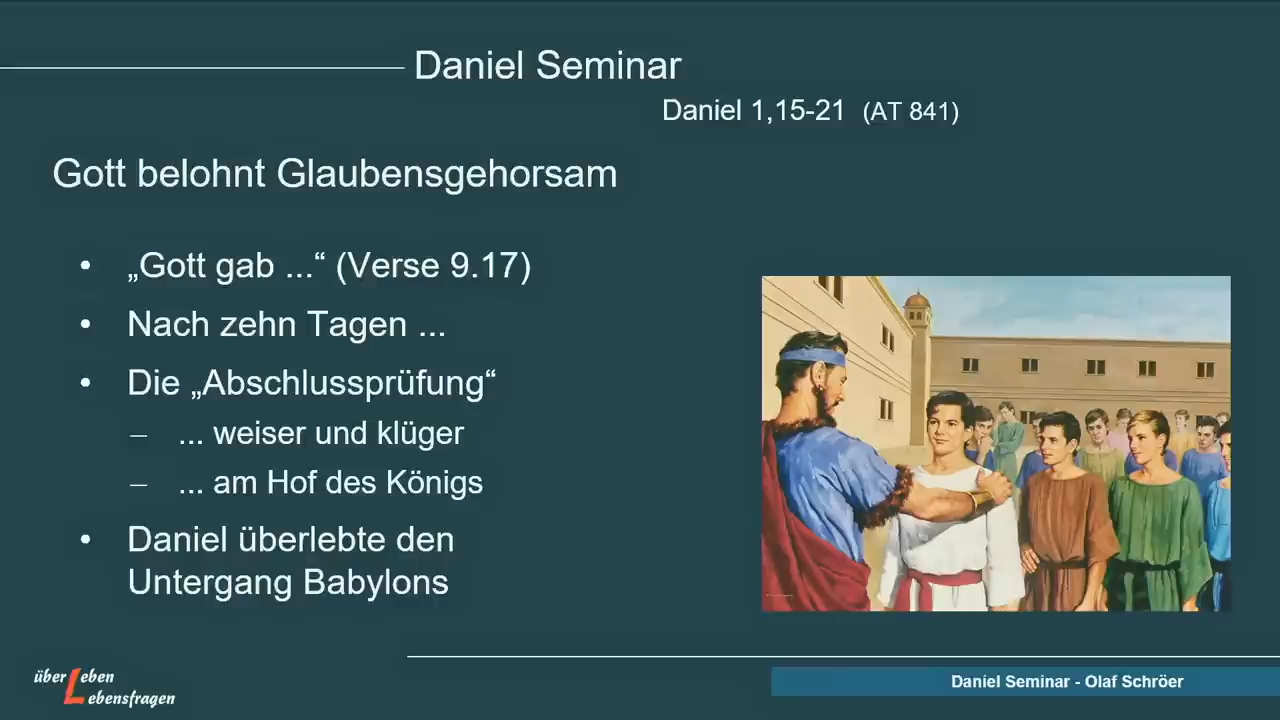 Daniel Seminar
Daniel 1,15-21 (AT 841)
Gott belohnt Glaubensgehorsam
• „Gott gab ...“ (Verse 9.17)
• Nach zehn Tagen ...
• Die „Abschlussprüfung“
– ... weiser und klüger
– ... am Hof des Königs
• Daniel überlebte den
Untergang Babylons
über Leben
Lebensfragen
Daniel Seminar - Olaf Schröer